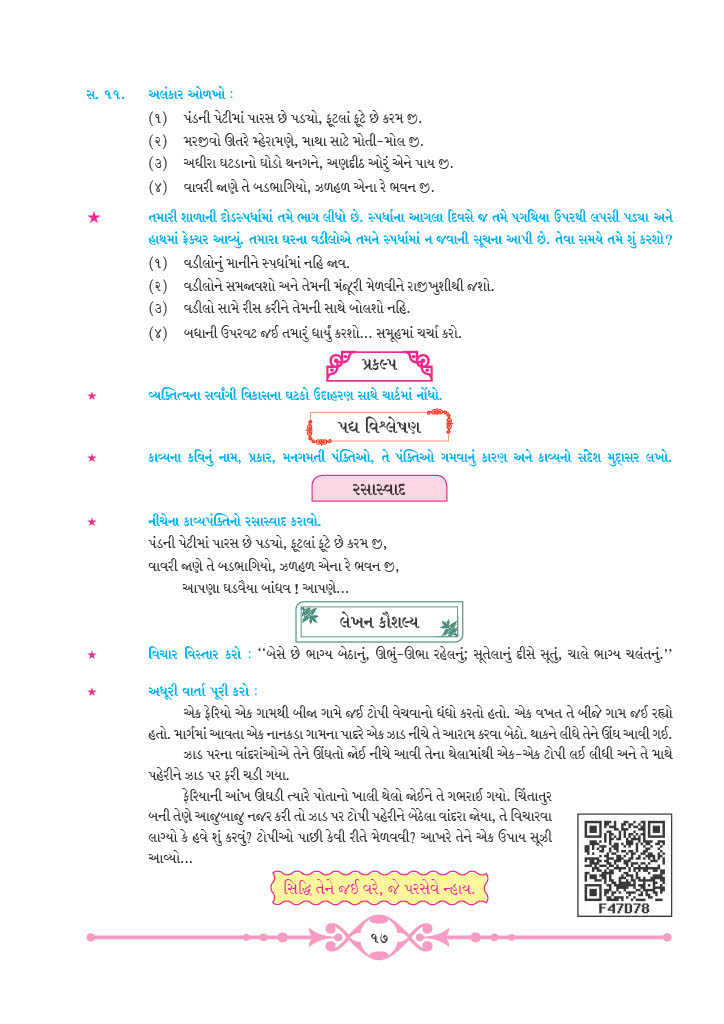 સ. ૧૧. અલંકાર ઓળખો :
(૧) પંડની પેટીમાં પારસ છે પડ્યો, ફૂટલાં ફૂટે છે કરમ જી.
(૨) મરજીવો ઊતરે મ્હેરામણે, માથા સાટે મોતી-મોલ જી.
(૩) અધીરા ઘટડાનો ઘોડો થનગને, અણદીઠ ઓરું એને પાય જી.
(૪) વાવરી જાણે તે બડભાગિયો, ઝળહળ એના રે ભવન જી.
★ તમારી શાળાની દોડસ્પર્ધામાં તમે ભાગ લીધો છે. સ્પર્ધાના આગલા દિવસે જ તમે પગથિયા ઉપરથી લપસી પડ્યા અને
હાથમાં ફ્રેક્ચર આવ્યું. તમારા ઘરના વડીલોએ તમને સ્પર્ધામાં ન જવાની સૂચના આપી છે. તેવા સમયે તમે શું કરશો?
(૧) વડીલોનું માનીને સ્પર્ધામાં નહિ જાવ.
(૨) વડીલોને સમજાવશો અને તેમની મંજૂરી મેળવીને રાજીખુશીથી જશો.
(૩) વડીલો સામે રીસ કરીને તેમની સાથે બોલશો નહિ.
(૪) બધાની ઉપરવટ જઈ તમારું ધાર્યું કરશો... સમૂહમાં ચર્ચા કરો.
પ્રકલ્પ
★ વ્યક્તિત્વના સર્વાંગી વિકાસના ઘટકો ઉદાહરણ સાથે ચાર્ટમાં નોંધો.
પદ્ય વિશ્લેષણ
★ કાવ્યના કવિનું નામ, પ્રકાર, મનગમતી પંક્તિઓ, તે પંક્તિઓ ગમવાનું કારણ અને કાવ્યનો સંદેશ મુદ્દાસર લખો.
રસાસ્વાદ
★ નીચેના કાવ્યપંક્તિનો રસાસ્વાદ કરાવો.
પંડની પેટીમાં પારસ છે પડ્યો, ફૂટલાં ફૂટે છે કરમ જી,
વાવરી જાણે તે બડભાગિયો, ઝળહળ એના રે ભવન જી,
આપણા ઘડવૈયા બાંધવ ! આપણે...
લેખન કૌશલ્ય
★ વિચાર વિસ્તાર કરો : ‘‘બેસે છે ભાગ્ય બેઠાનું, ઊભું-ઊભા રહેલનું; સૂતેલાનું દીસે સૂતું, ચાલે ભાગ્ય ચલંતનું.’’
★ અધૂરી વાર્તા પૂરી કરો :
એક ફેરિયો એક ગામથી બીજા ગામે જઈ ટોપી વેચવાનો ધંધો કરતો હતો. એક વખત તે બીજે ગામ જઈ રહ્યો
હતો. માર્ગમાં આવતા એક નાનકડા ગામના પાદરે એક ઝાડ નીચે તે આરામ કરવા બેઠો. થાકને લીધે તેને ઊંઘ આવી ગઈ.
ઝાડ પરના વાંદરાંઓએ તેને ઊંઘતો જોઈ નીચે આવી તેના થેલામાંથી એક-એક ટોપી લઈ લીધી અને તે માથે
પહેરીને ઝાડ પર ફરી ચડી ગયા.
ફેરિયાની આંખ ઊઘડી ત્યારે પોતાનો ખાલી થેલો જોઈને તે ગભરાઈ ગયો. ચિંતાતુર
બની તેણે આજુબાજુ નજર કરી તો ઝાડ પર ટોપી પહેરીને બેઠેલા વાંદરા જોયા, તે વિચારવા
લાગ્યો કે હવે શું કરવું? ટોપીઓ પાછી કેવી રીતે મેળવવી? આખરે તેને એક ઉપાય સૂઝી
આવ્યો...
F47D78
સિદ્ધિ તેને જઈ વરે, જે પરસેવે ન્હાય.
૧૭